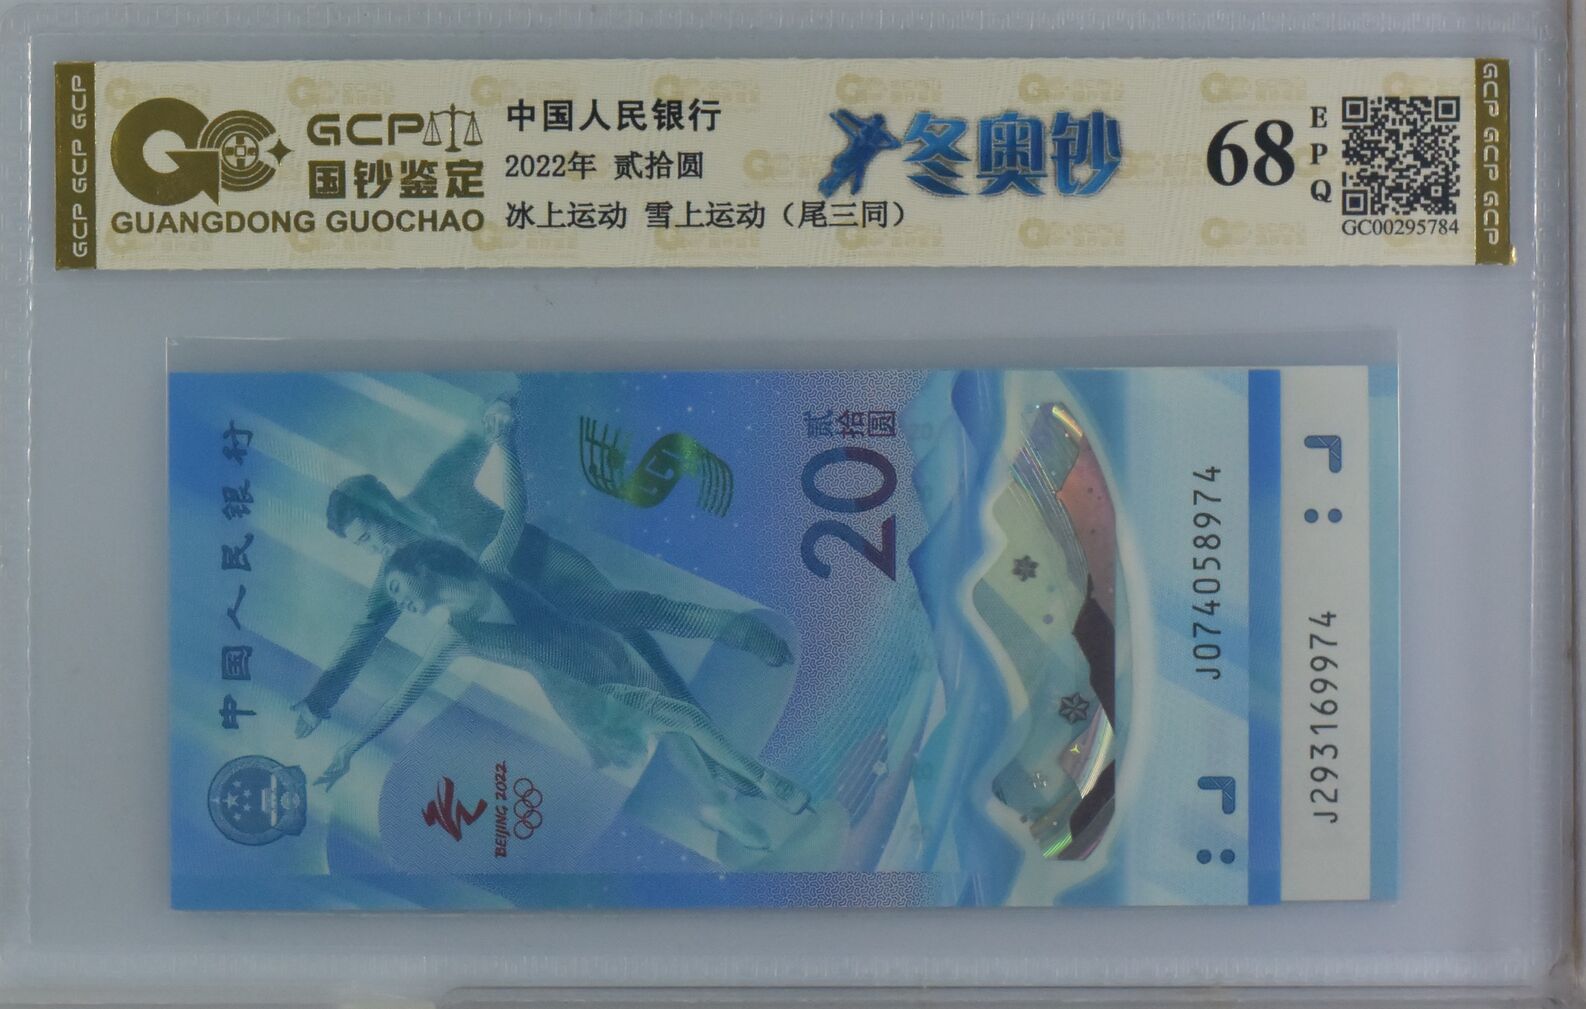 GCP GCP GCP
GCP
国钞鉴定
GUANGDONG GUOCHAO
中国人民银行
2022年 贰拾圆
冰上运动 雪上运动（尾三同）
冬奥钞
68
EPQ
GC00295784
GCP GCP GCP
中国人民银行
BEIJING 2022
贰拾圆
20
J074058974
J293169974